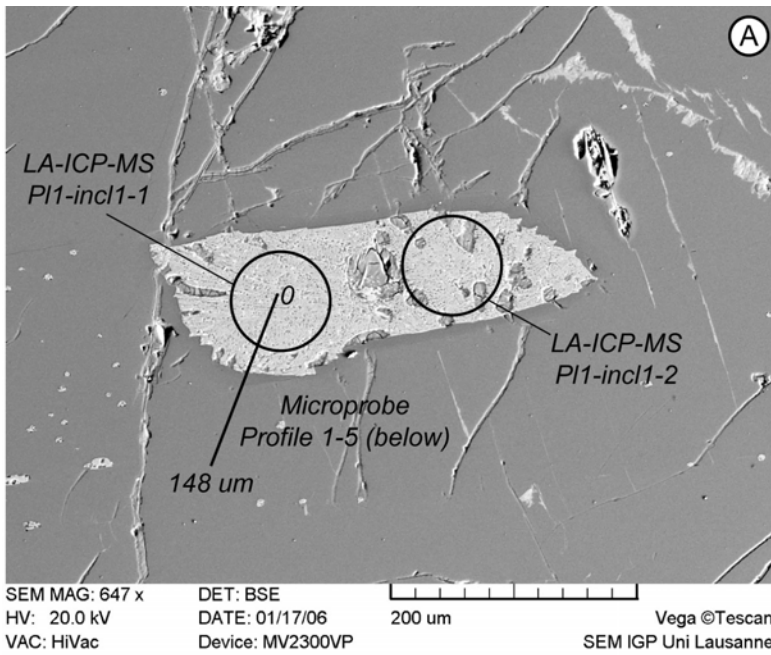 A
LA-ICP-MS
Pl1-incl1-1
0
LA-ICP-MS
Pl1-incl1-2
Microprobe
Profile 1-5 (below)
148 um
SEM MAG: 647 x DET: BSE
HV: 20.0 kV DATE: 01/17/06 200 um Vega ©Tescan
VAC: HiVac Device: MV2300VP SEM IGP Uni Lausanne